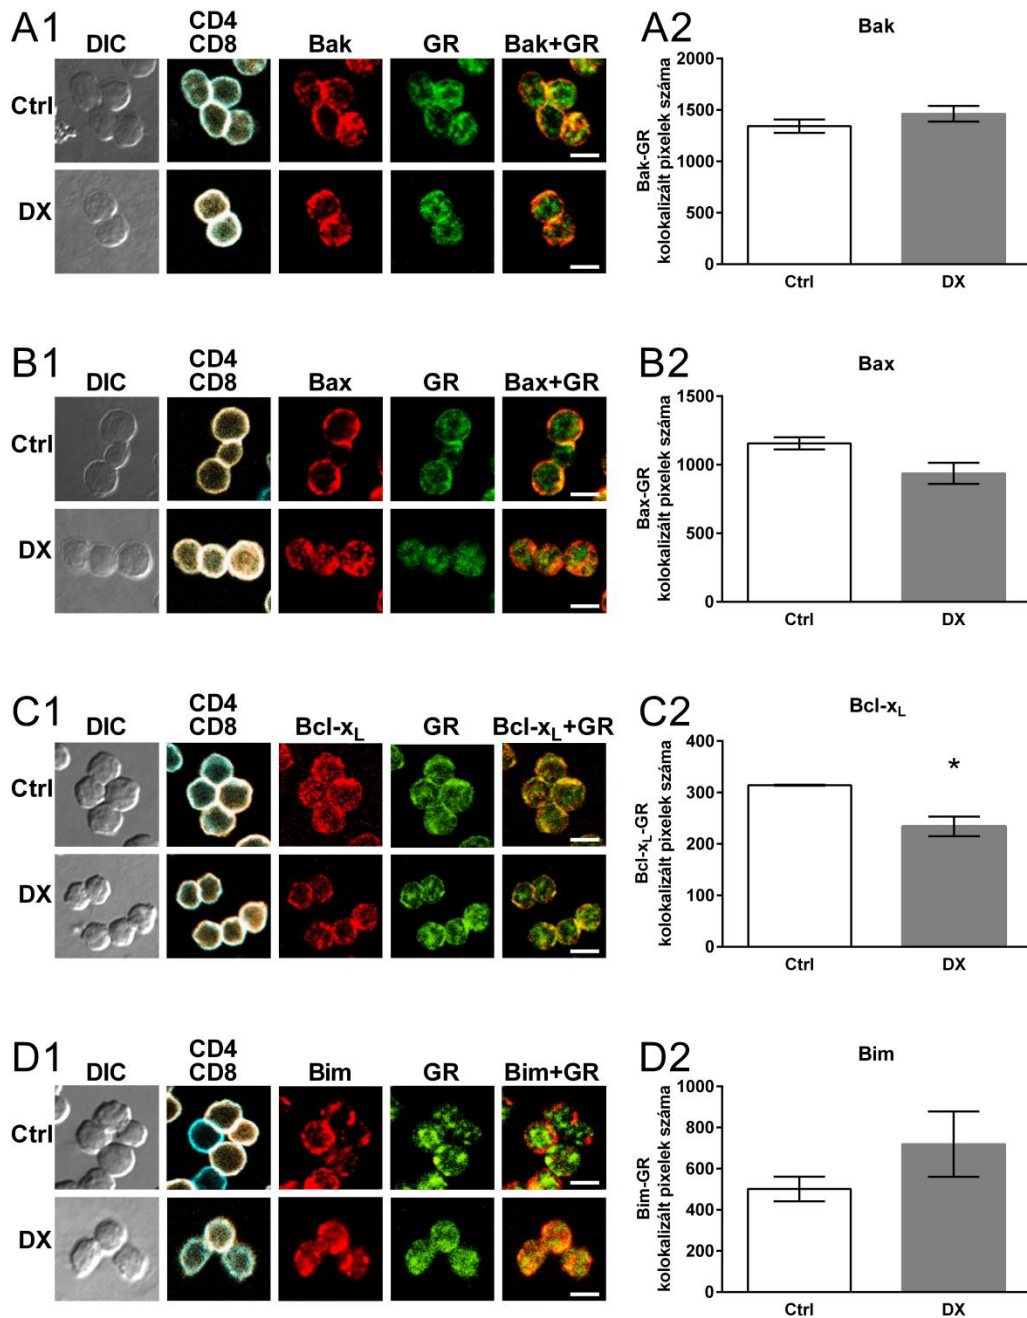 A1
CD4
DIC CD8 Bak GR Bak+GR
Ctrl
DX
A2
Bak
Bak-GR
kolokalizált pixelek száma
2000
1500
1000
500
0
Ctrl DX
B1
CD4
DIC CD8 Bax GR Bax+GR
Ctrl
DX
B2
Bax
Bax-GR
kolokalizált pixelek száma
1500
1000
500
0
Ctrl DX
C1
CD4
DIC CD8 Bcl-xL GR Bcl-xL+GR
Ctrl
DX
C2
Bcl-xL
Bcl-xL-GR
kolokalizált pixelek száma
400
300
200
100
0
*
Ctrl DX
D1
CD4
DIC CD8 Bim GR Bim+GR
Ctrl
DX
D2
Bim
Bim-GR
kolokalizált pixelek száma
1000
800
600
400
200
0
Ctrl DX